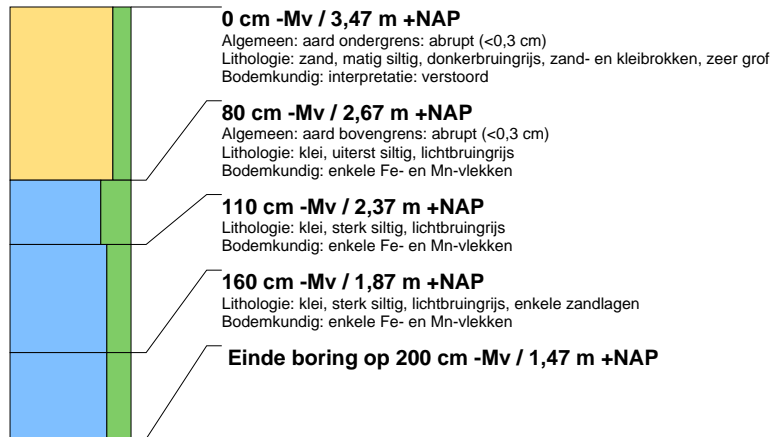 0 cm -Mv / 3,47 m +NAP
Algemeen: aard ondergrens: abrupt (<0,3 cm)
Lithologie: zand, matig siltig, donkerbruingrijs, zand- en kleibrokken, zeer grof
Bodemkundig: interpretatie: verstoord
80 cm -Mv / 2,67 m +NAP
Algemeen: aard bovengrens: abrupt (<0,3 cm)
Lithologie: klei, uiterst siltig, lichtbruingrijs
Bodemkundig: enkele Fe- en Mn-vlekken
110 cm -Mv / 2,37 m +NAP
Lithologie: klei, sterk siltig, lichtbruingrijs
Bodemkundig: enkele Fe- en Mn-vlekken
160 cm -Mv / 1,87 m +NAP
Lithologie: klei, sterk siltig, lichtbruingrijs, enkele zandlagen
Bodemkundig: enkele Fe- en Mn-vlekken
Einde boring op 200 cm -Mv / 1,47 m +NAP